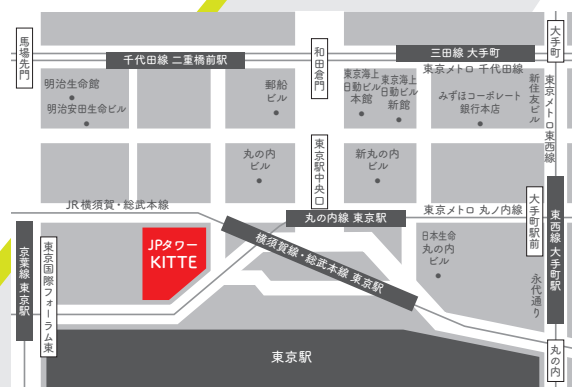 馬場先門
千代田線 二重橋前駅
和田倉門
三田線 大手町
大手町
東京メトロ 千代田線
明治生命館
明治安田生命ビル
郵船
ビル
東京海上
日動ビル
本館
東京海上
日動ビル
新館
みずほコーポレート
銀行本店
新住友ビル
東京メトロ東西線
丸の内
ビル
東京駅中央口
新丸の内
ビル
JR横須賀・総武本線
丸の内線 東京駅
東京メトロ 丸ノ内線
大手町駅前
東西線 大手町駅
京葉線 東京駅
東京国際フォーラム東
JPタワー
KITTE
横須賀線・総武本線 東京駅
日本生命
丸の内
ビル
永代通り
東京駅
丸の内